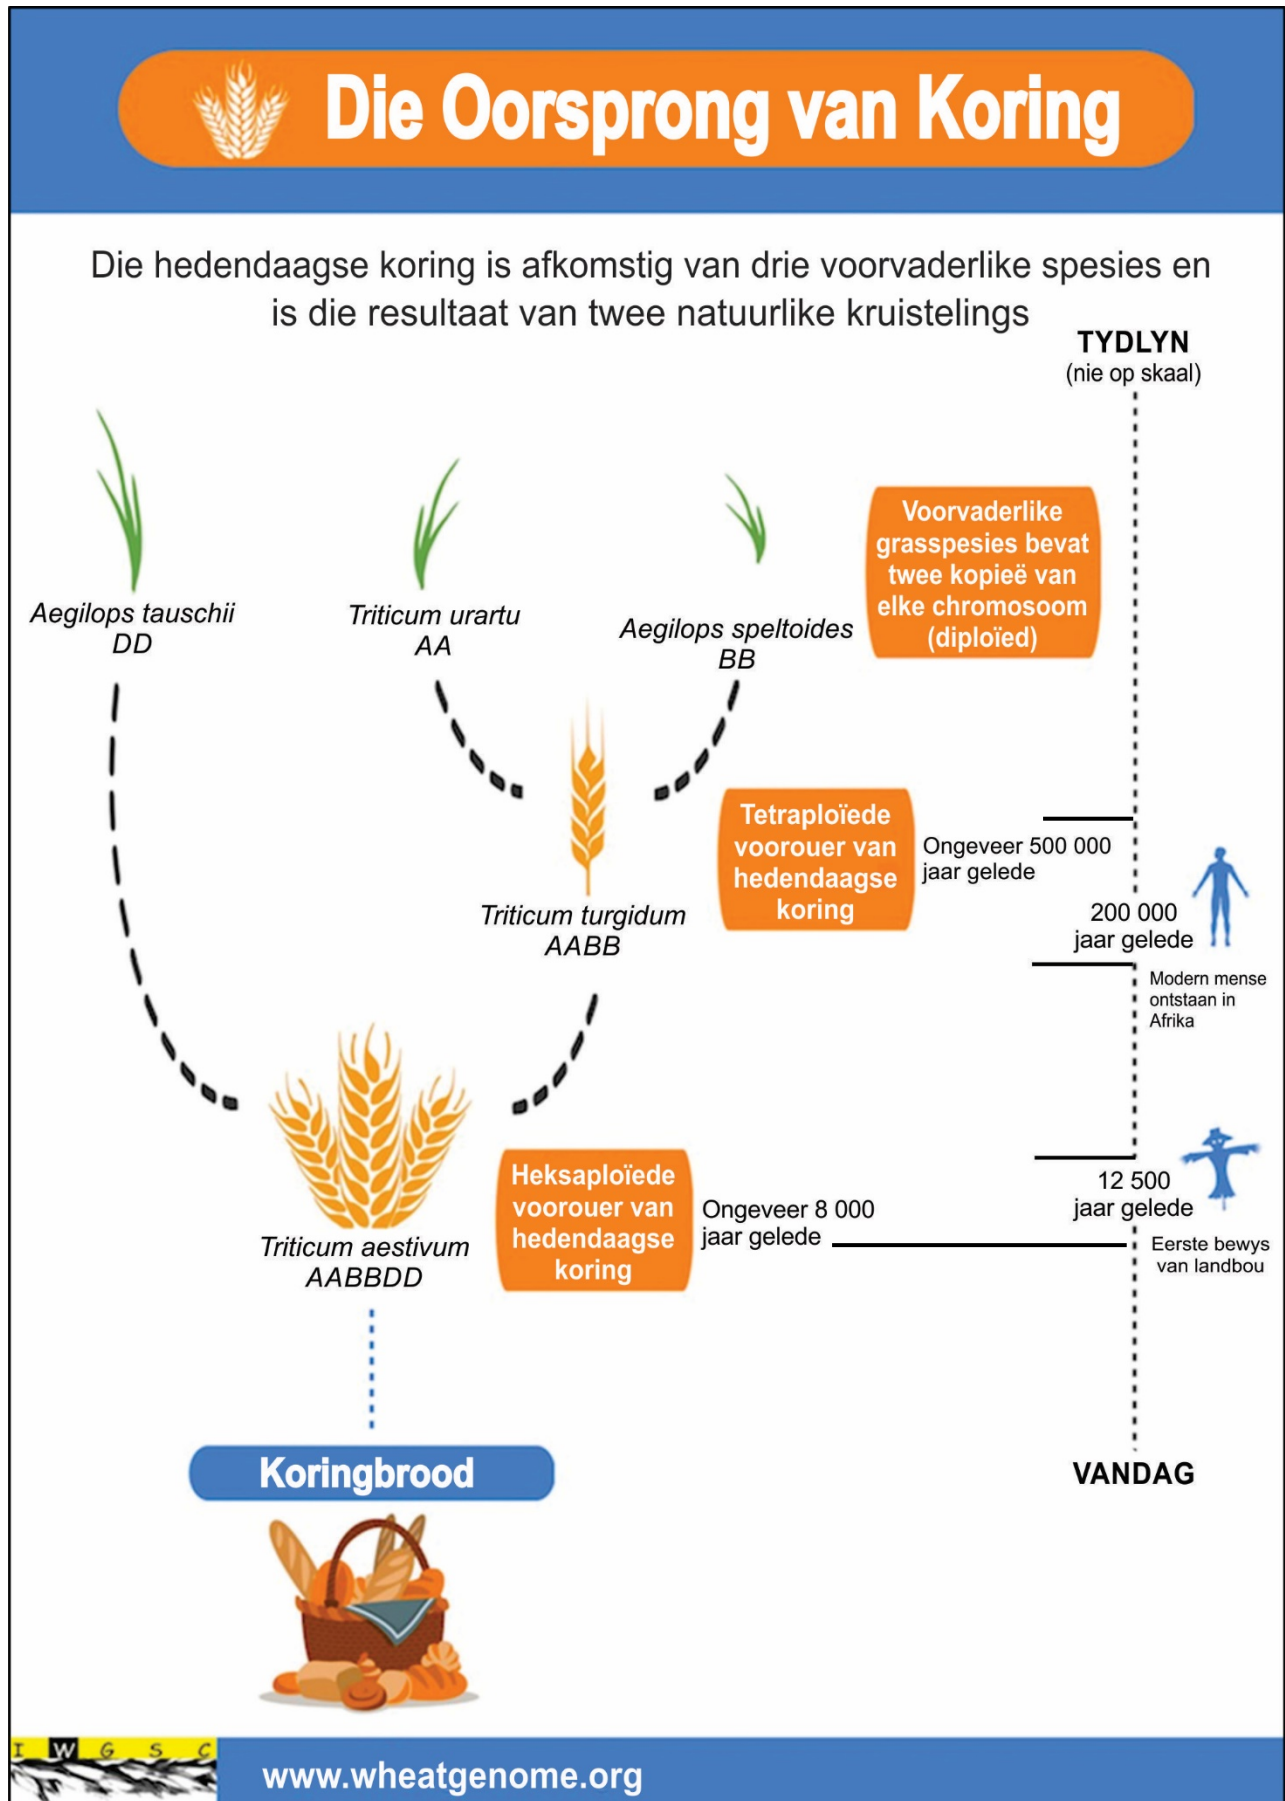 Die Oorsprong van Koring
Die hedendaagse koring is afkomstig van drie voorvaderlike spesies en
is die resultaat van twee natuurlike kruistelings
TYDLYN
(nie op skaal)
Aegilops tauschii
DD
Triticum urartu
AA
Aegilops speltoides
BB
Voorvaderlike
grasspesies bevat
twee kopieë van
elke chromosoom
(diploïed)
Triticum turgidum
AABB
Tetraploïede
voorouer van
hedendaagse
koring
Ongeveer 500 000
jaar gelede
200 000
jaar gelede
Modern mense
ontstaan in
Afrika
Triticum aestivum
AABBDD
Heksaploïede
voorouer van
hedendaagse
koring
Ongeveer 8 000
jaar gelede
12 500
jaar gelede
Eerste bewys
van landbou
Koringbrood
VANDAG
I W G S C
www.wheatgenome.org